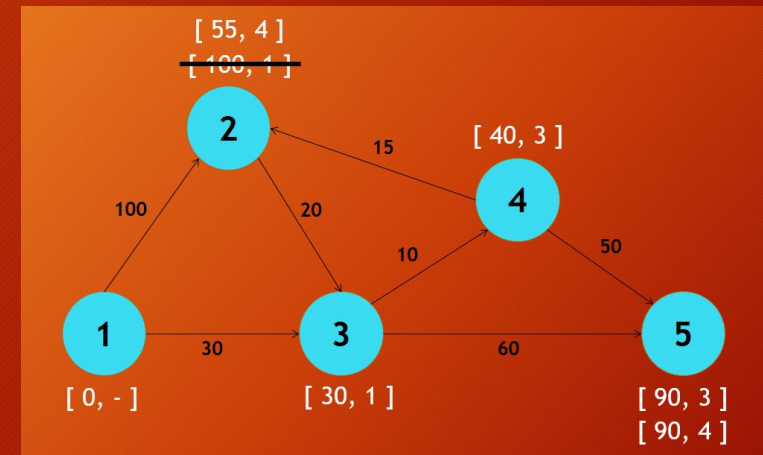 [ 55, 4 ]
[ 100, 1 ]
2
15
[ 40, 3 ]
4
100
20
10
50
1
30
3
60
5
[ 0, - ]
[ 30, 1 ]
[ 90, 3 ]
[ 90, 4 ]